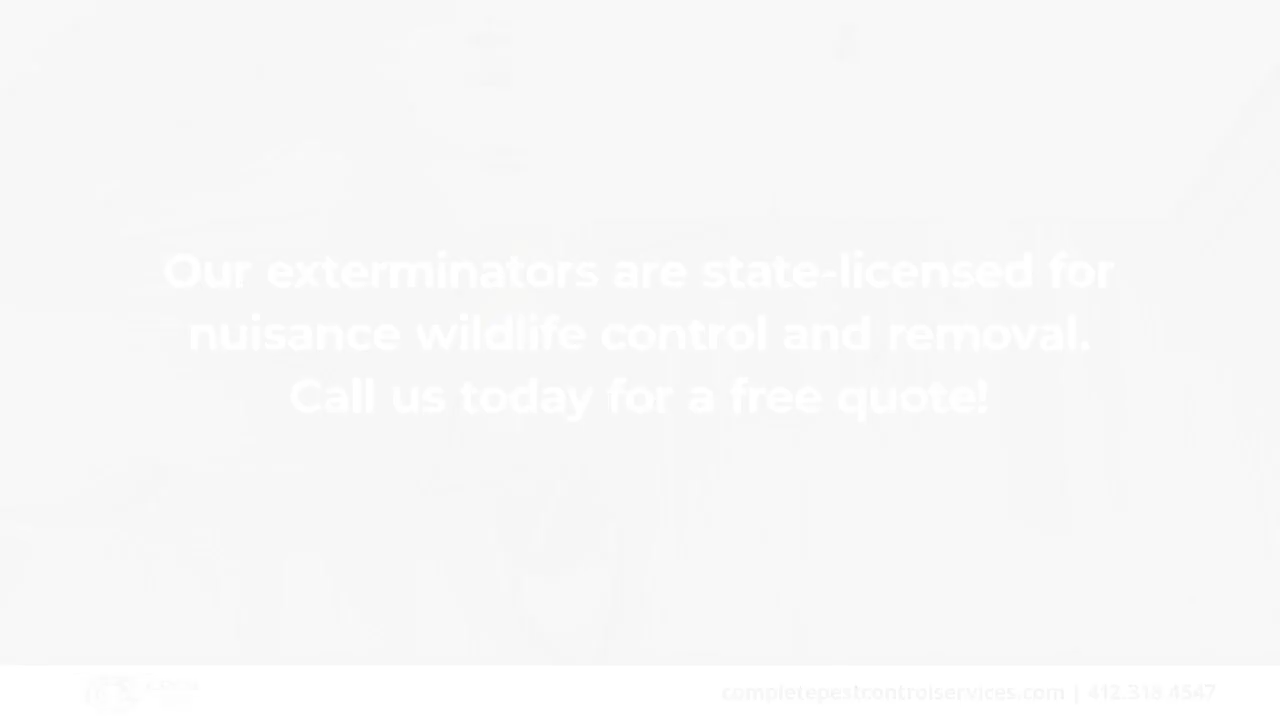 Our exterminators are state-licensed for
nuisance wildlife control and removal.
Call us today for a free quote!
completepestcontrolservices.com | 412.318.4547